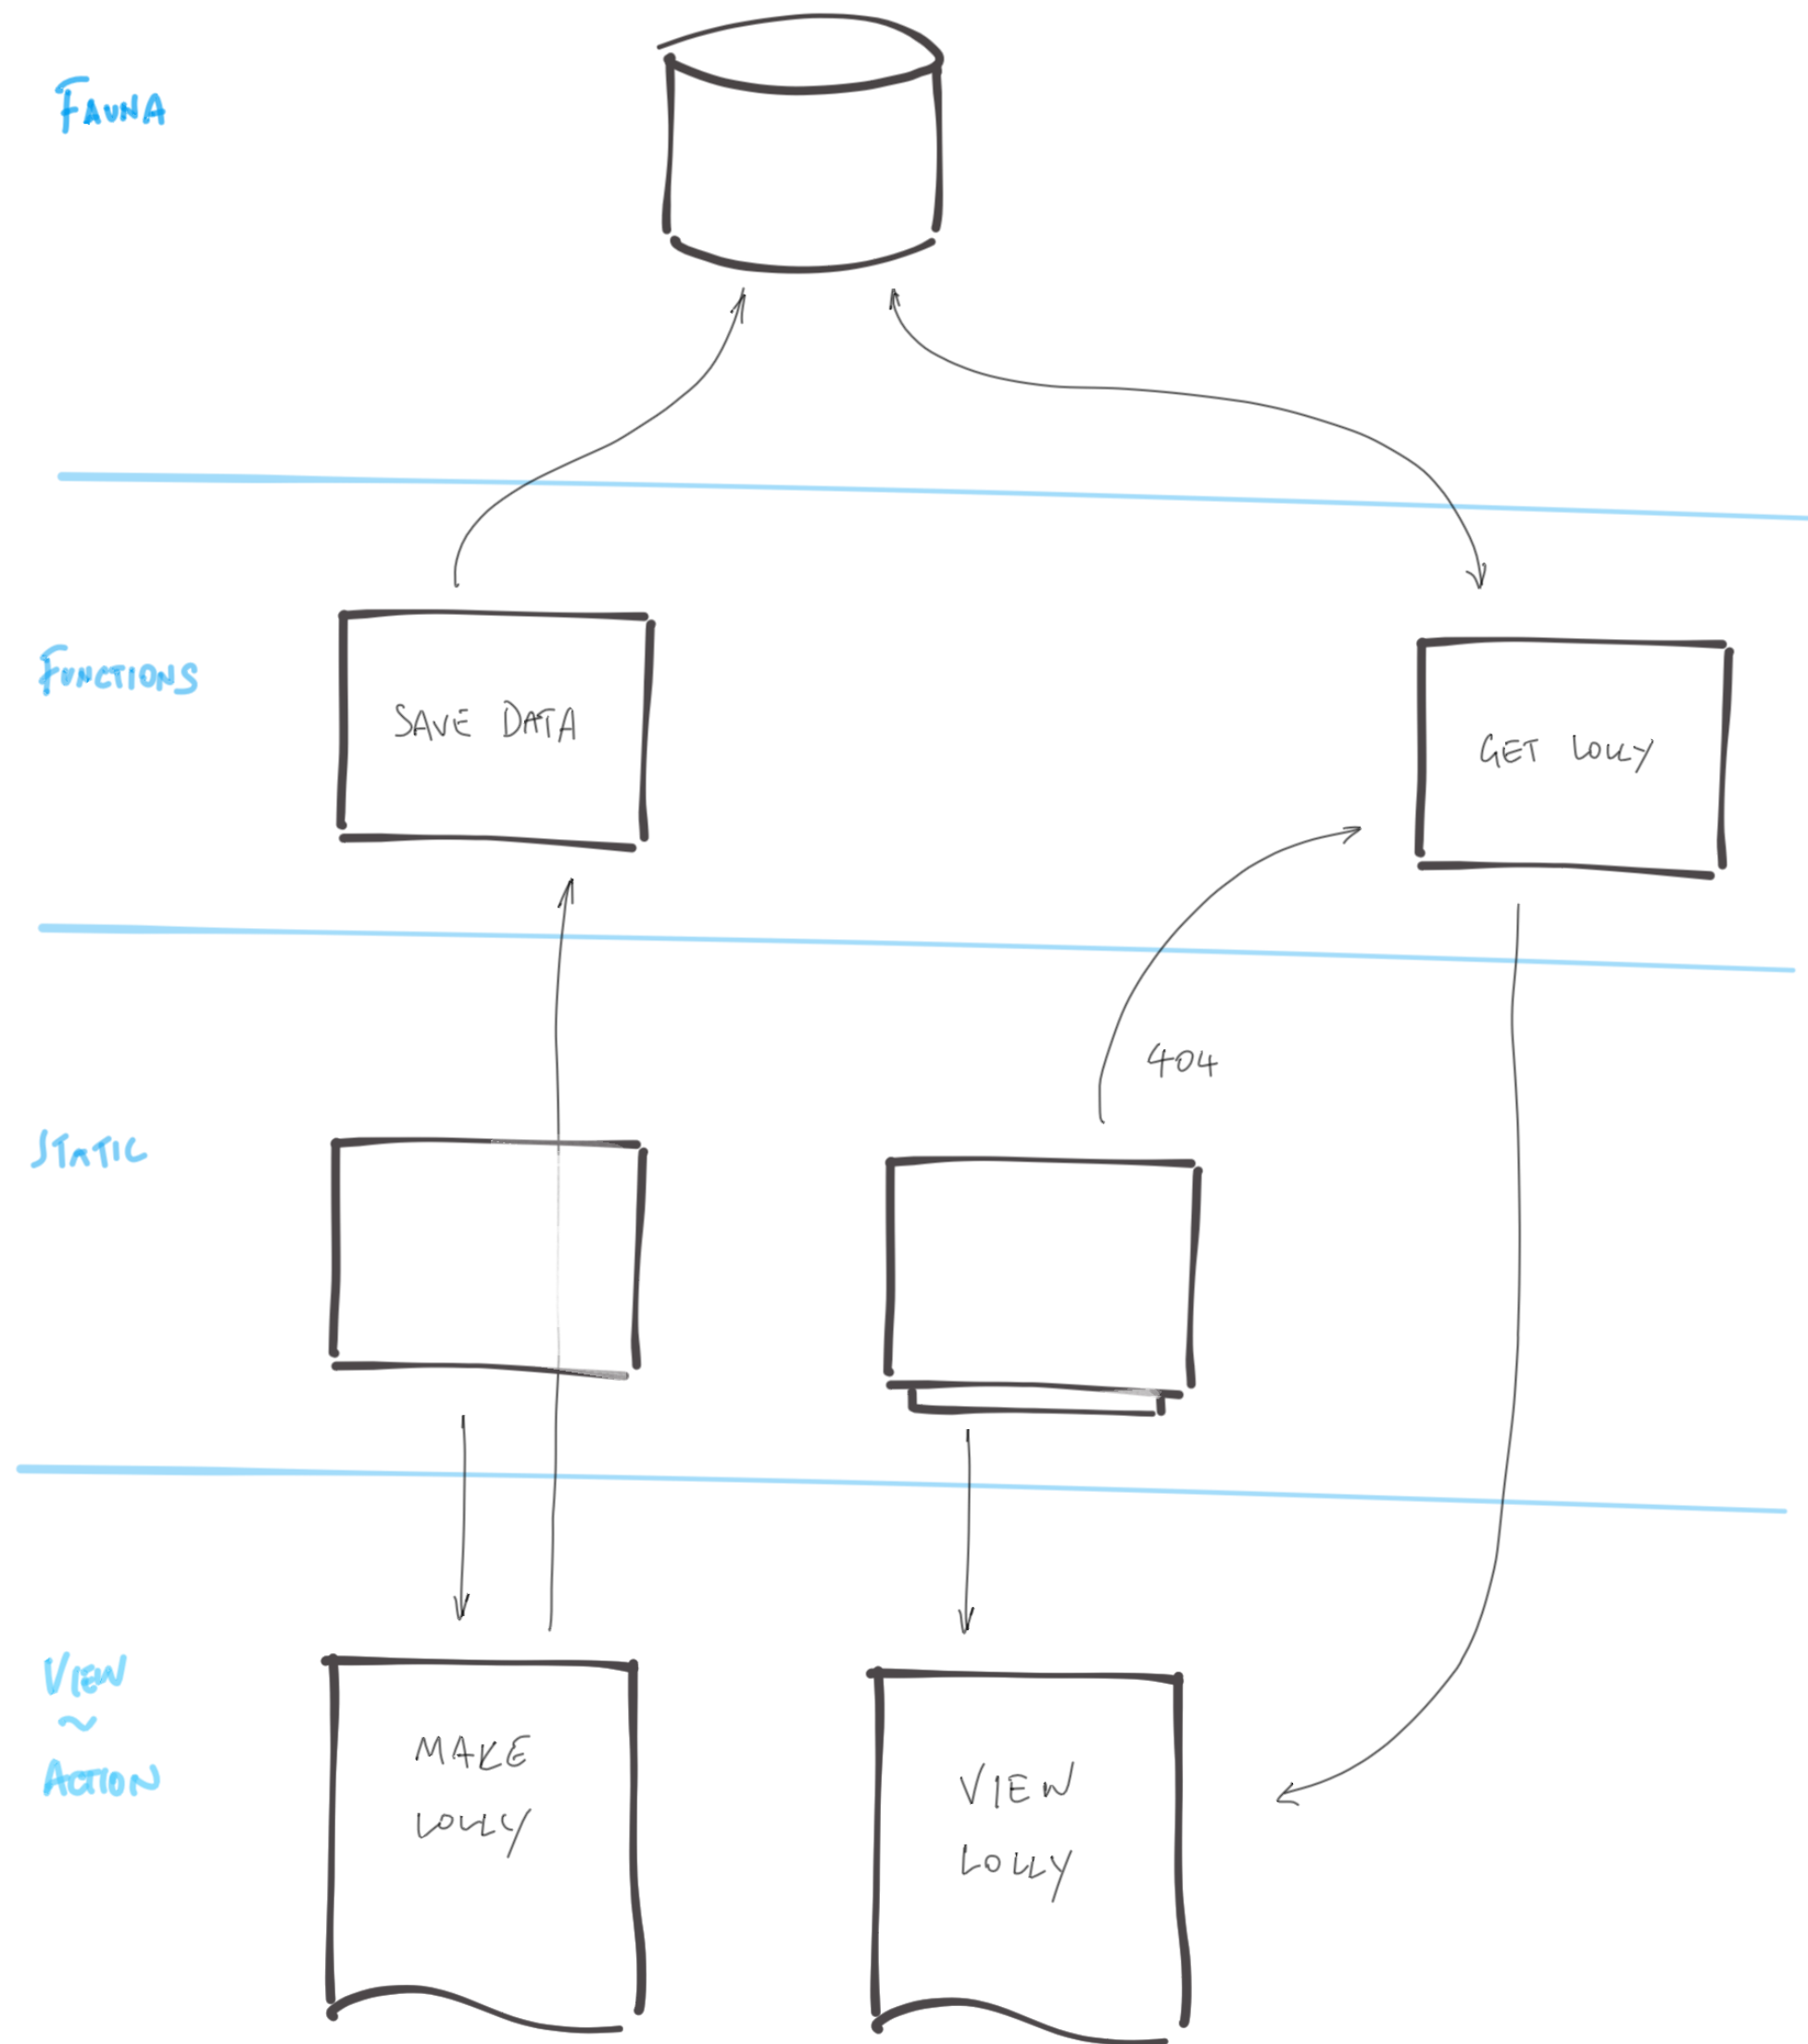 FAUNA
FUNCTIONS
SAVE DATA
GET LOLLY
404
STATIC
VIEW
~
ACTION
MAKE
LOLLY
VIEW
LOLLY